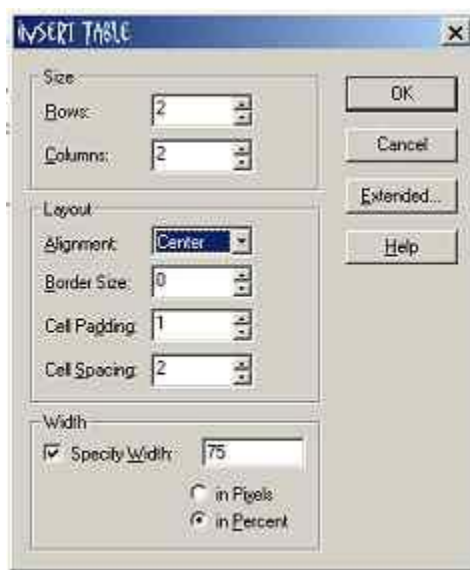 INSERT TABLE
Size
Rows: 2
Columns: 2
Layout
Alignment: Center
Border Size: 0
Cell Padding: 1
Cell Spacing: 2
Width
Specify Width: 75
in Pixels
in Percent
OK
Cancel
Extended...
Help